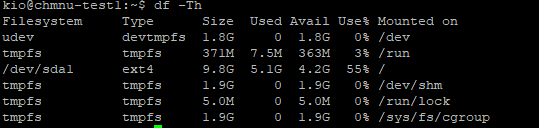 kio@chmnu-test1:~$ df -Th
Filesystem     Type      Size  Used Avail Use% Mounted on
udev           devtmpfs  1.8G     0  1.8G   0% /dev
tmpfs          tmpfs     371M  7.5M  363M   3% /run
/dev/sda1      ext4      9.8G  5.1G  4.2G  55% /
tmpfs          tmpfs     1.9G     0  1.9G   0% /dev/shm
tmpfs          tmpfs     5.0M     0  5.0M   0% /run/lock
tmpfs          tmpfs     1.9G     0  1.9G   0% /sys/fs/cgroup